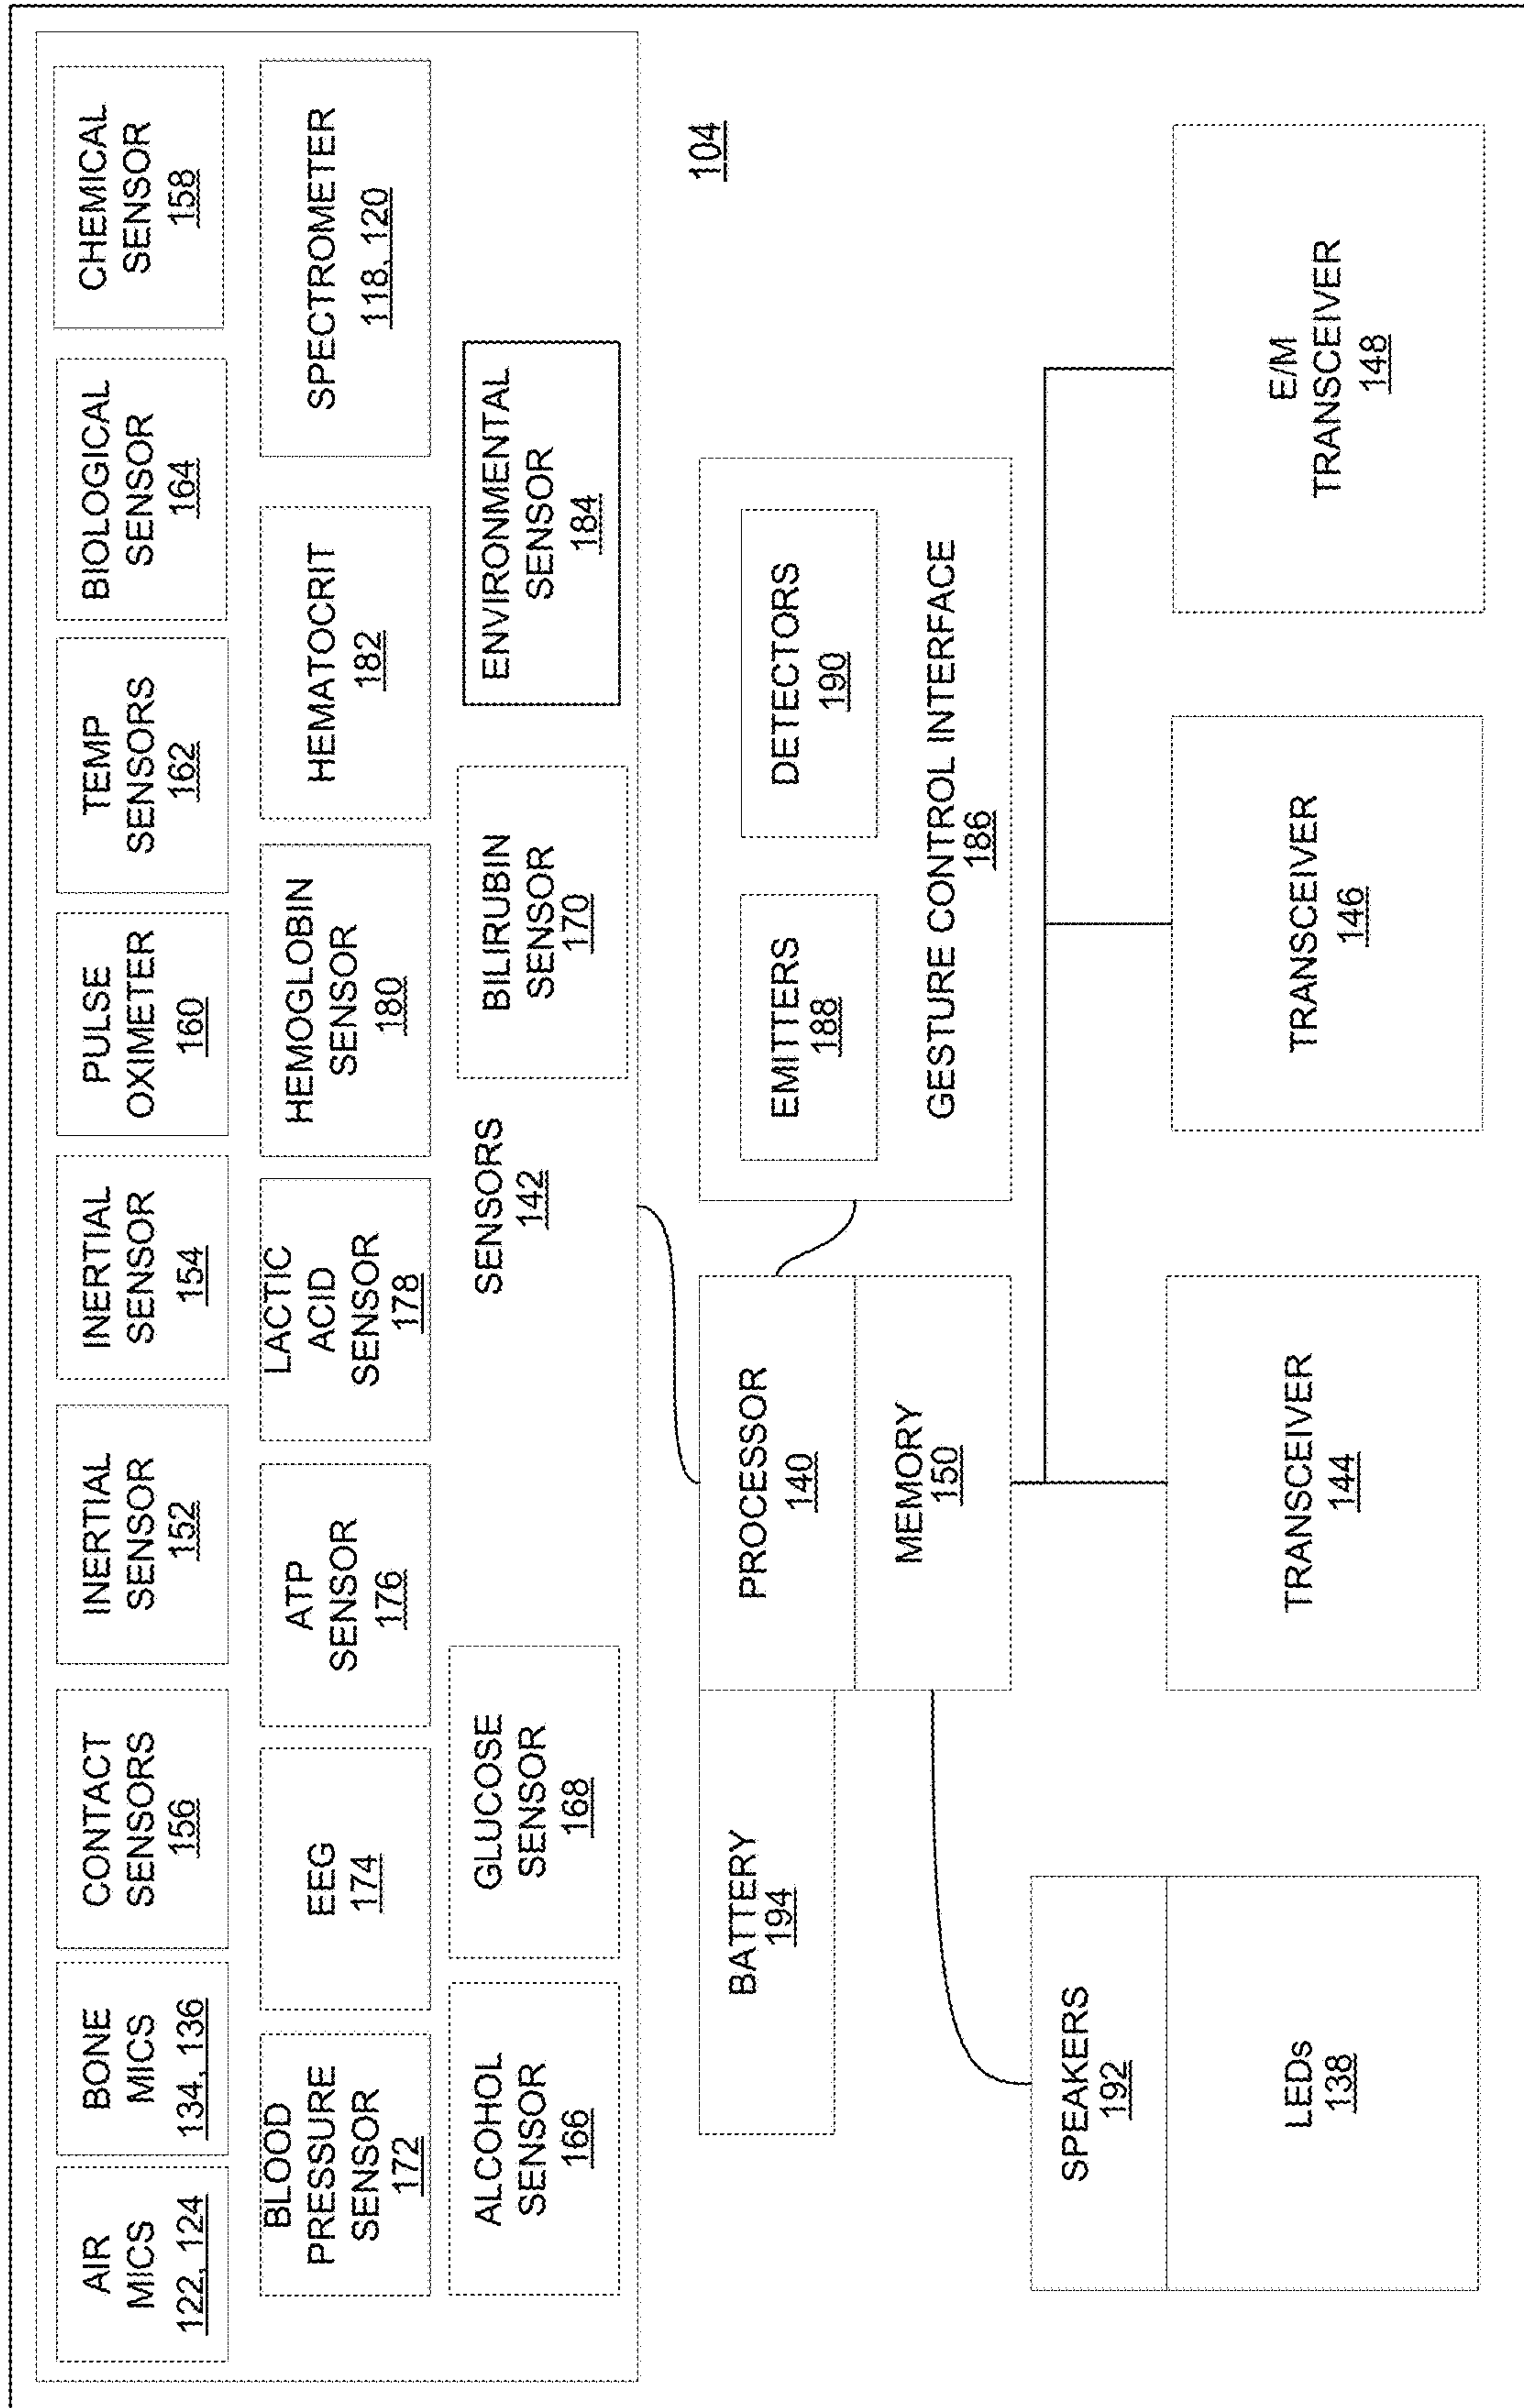 AIR
MICS
122, 124
BONE
MICS
134, 136
CONTACT
SENSORS
156
INERTIAL
SENSOR
152
INERTIAL
SENSOR
154
PULSE
OXIMETER
160
TEMP
SENSORS
162
BIOLOGICAL
SENSOR
164
CHEMICAL
SENSOR
158
BLOOD
PRESSURE
SENSOR
172
EEG
174
ATP
SENSOR
176
LACTIC
ACID
SENSOR
178
HEMOGLOBIN
SENSOR
180
HEMATOCRIT
182
SPECTROMETER
118, 120
ALCOHOL
SENSOR
166
GLUCOSE
SENSOR
168
SENSORS
142
BILIRUBIN
SENSOR
170
ENVIRONMENTAL
SENSOR
184
104
BATTERY
194
PROCESSOR
140
MEMORY
150
EMITTERS
188
DETECTORS
190
GESTURE CONTROL INTERFACE
186
SPEAKERS
192
LEDs
138
TRANSCEIVER
144
TRANSCEIVER
146
E/M
TRANSCEIVER
148